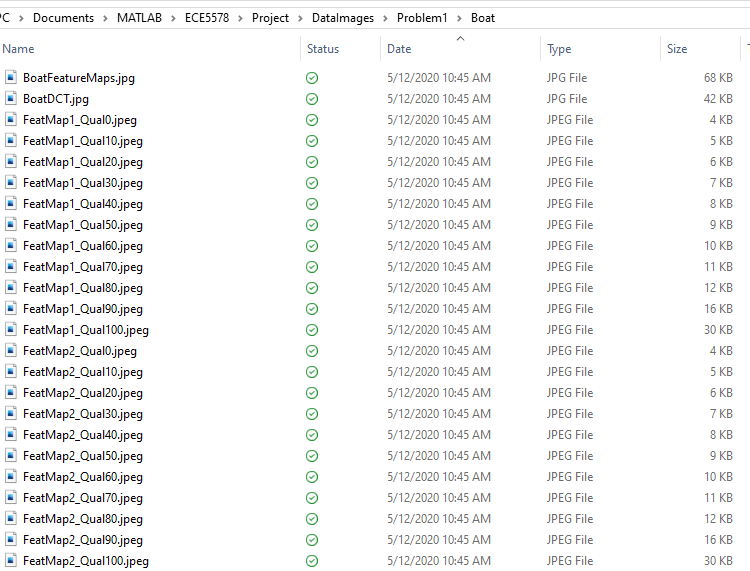 PC > Documents > MATLAB > ECE5578 > Project > DataImages > Problem1 > Boat
Name Status Date Type Size
BoatFeatureMaps.jpg 5/12/2020 10:45 AM JPG File 68 KB
BoatDCT.jpg 5/12/2020 10:45 AM JPG File 42 KB
FeatMap1_Qual0.jpeg 5/12/2020 10:45 AM JPEG File 4 KB
FeatMap1_Qual10.jpeg 5/12/2020 10:45 AM JPEG File 5 KB
FeatMap1_Qual20.jpeg 5/12/2020 10:45 AM JPEG File 6 KB
FeatMap1_Qual30.jpeg 5/12/2020 10:45 AM JPEG File 7 KB
FeatMap1_Qual40.jpeg 5/12/2020 10:45 AM JPEG File 8 KB
FeatMap1_Qual50.jpeg 5/12/2020 10:45 AM JPEG File 9 KB
FeatMap1_Qual60.jpeg 5/12/2020 10:45 AM JPEG File 10 KB
FeatMap1_Qual70.jpeg 5/12/2020 10:45 AM JPEG File 11 KB
FeatMap1_Qual80.jpeg 5/12/2020 10:45 AM JPEG File 12 KB
FeatMap1_Qual90.jpeg 5/12/2020 10:45 AM JPEG File 16 KB
FeatMap1_Qual100.jpeg 5/12/2020 10:45 AM JPEG File 30 KB
FeatMap2_Qual0.jpeg 5/12/2020 10:45 AM JPEG File 4 KB
FeatMap2_Qual10.jpeg 5/12/2020 10:45 AM JPEG File 5 KB
FeatMap2_Qual20.jpeg 5/12/2020 10:45 AM JPEG File 6 KB
FeatMap2_Qual30.jpeg 5/12/2020 10:45 AM JPEG File 7 KB
FeatMap2_Qual40.jpeg 5/12/2020 10:45 AM JPEG File 8 KB
FeatMap2_Qual50.jpeg 5/12/2020 10:45 AM JPEG File 9 KB
FeatMap2_Qual60.jpeg 5/12/2020 10:45 AM JPEG File 10 KB
FeatMap2_Qual70.jpeg 5/12/2020 10:45 AM JPEG File 11 KB
FeatMap2_Qual80.jpeg 5/12/2020 10:45 AM JPEG File 12 KB
FeatMap2_Qual90.jpeg 5/12/2020 10:45 AM JPEG File 16 KB
FeatMap2_Qual100.jpeg 5/12/2020 10:45 AM JPEG File 30 KB